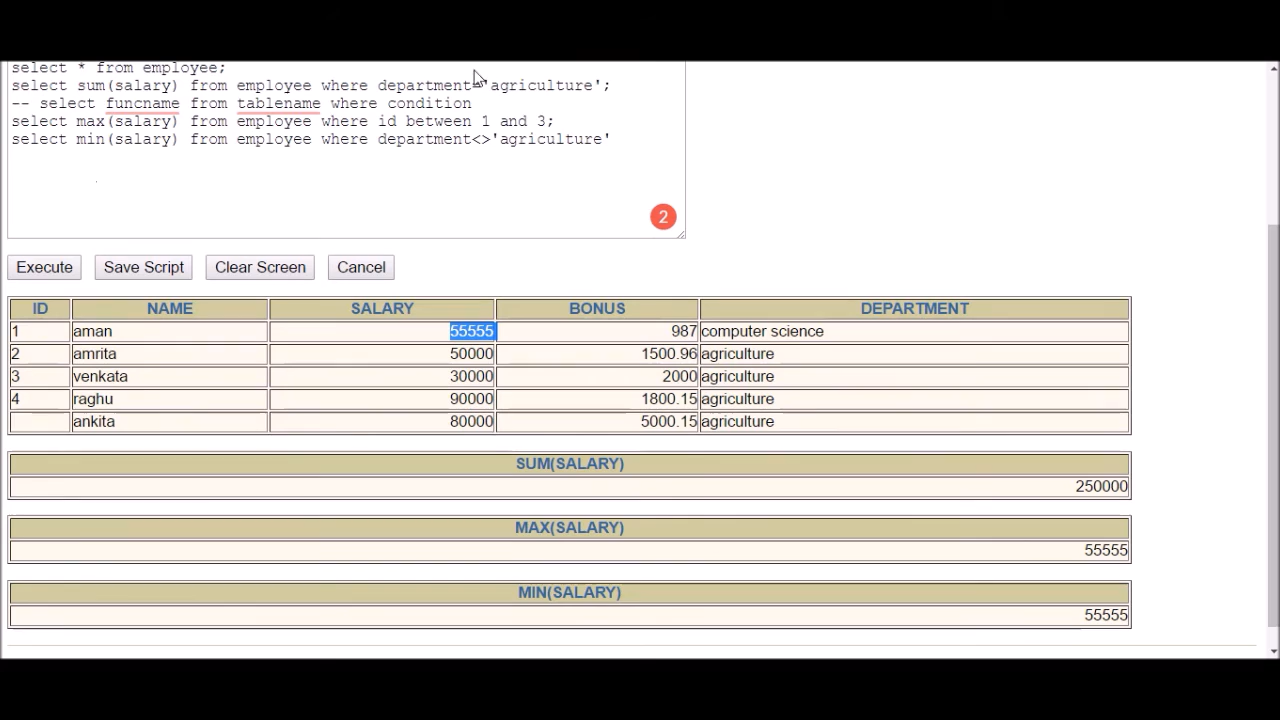 select * from employee;
select sum(salary) from employee where department='agriculture';
-- select funcname from tablename where condition
select max(salary) from employee where id between 1 and 3;
select min(salary) from employee where department<>'agriculture'
2
Execute Save Script Clear Screen Cancel
ID NAME SALARY BONUS DEPARTMENT
1 aman 55555 987 computer science
2 amrita 50000 1500.96 agriculture
3 venkata 30000 2000 agriculture
4 raghu 90000 1800.15 agriculture
ankita 80000 5000.15 agriculture
SUM(SALARY)
250000
MAX(SALARY)
55555
MIN(SALARY)
55555